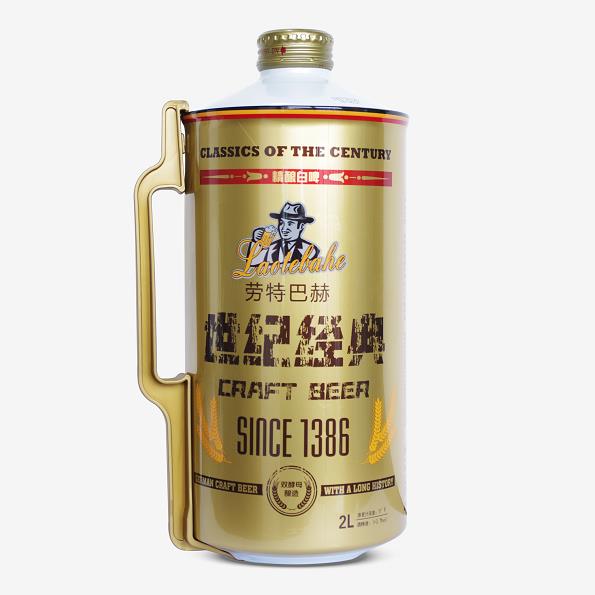 CLASSICS OF THE CENTURY
精酿白啤
Laotebahe
劳特巴赫
世纪经典
CRAFT BEER
SINCE 1386
GERMAN CRAFT BEER
双酵母
酿造
WITH A LONG HISTORY
2L